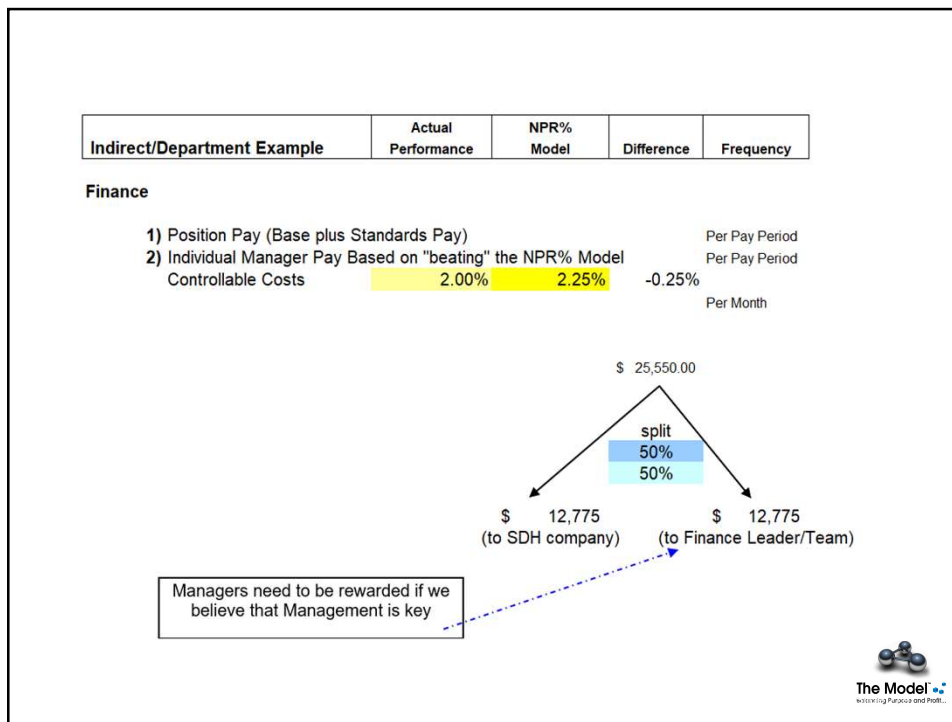 Indirect/Department Example
Actual Performance
NPR% Model
Difference
Frequency
Finance
1) Position Pay (Base plus Standards Pay) Per Pay Period
2) Individual Manager Pay Based on "beating" the NPR% Model Per Pay Period
Controllable Costs 2.00% 2.25% -0.25%
Per Month
$ 25,550.00
split
50%
50%
$ 12,775 $ 12,775
(to SDH company) (to Finance Leader/Team)
Managers need to be rewarded if we
believe that Management is key
The Model
Purpose and Profit...